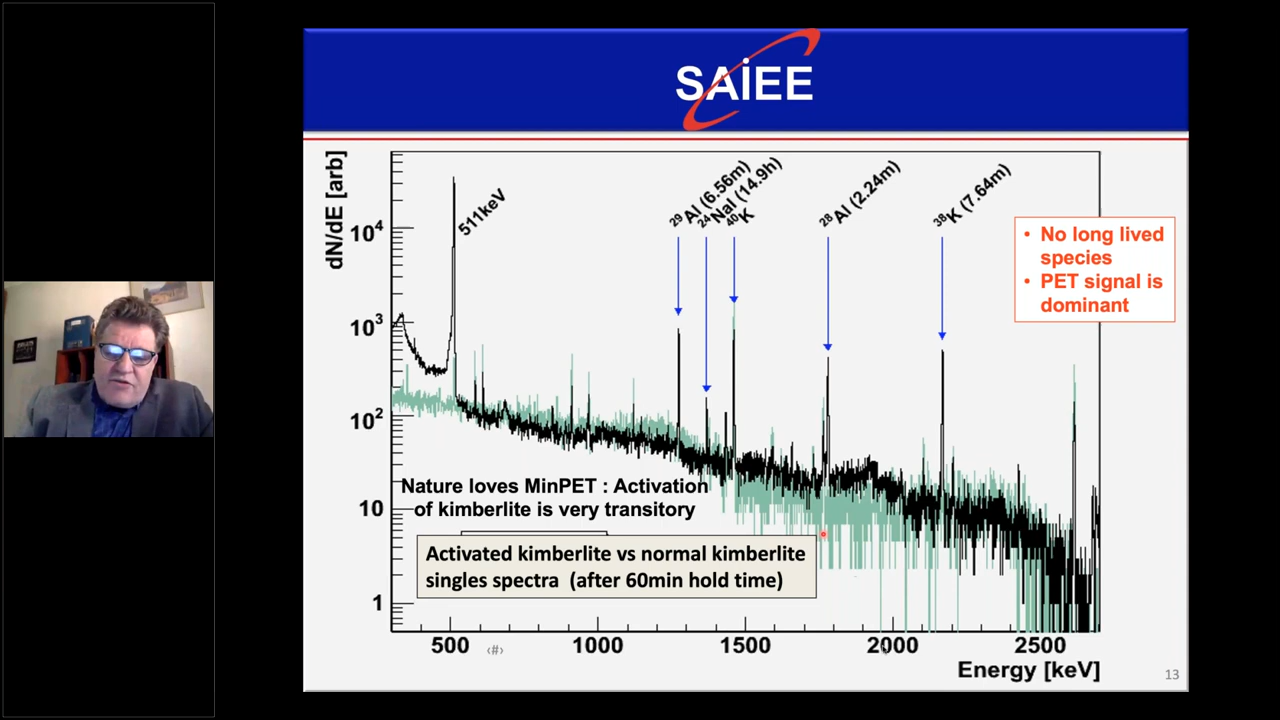 SAiEE
dN/dE [arb]
511keV
²⁹Al (6.56m)
²⁴NaI (14.9h)
⁴⁰K
²⁸Al (2.24m)
³⁸K (7.64m)
• No long lived
species
• PET signal is
dominant
10⁴
10³
10²
10
1
Nature loves MinPET : Activation
of kimberlite is very transitory
Activated kimberlite vs normal kimberlite
singles spectra (after 60min hold time)
500
1000
1500
2000
2500
‹#›
Energy [keV]
13